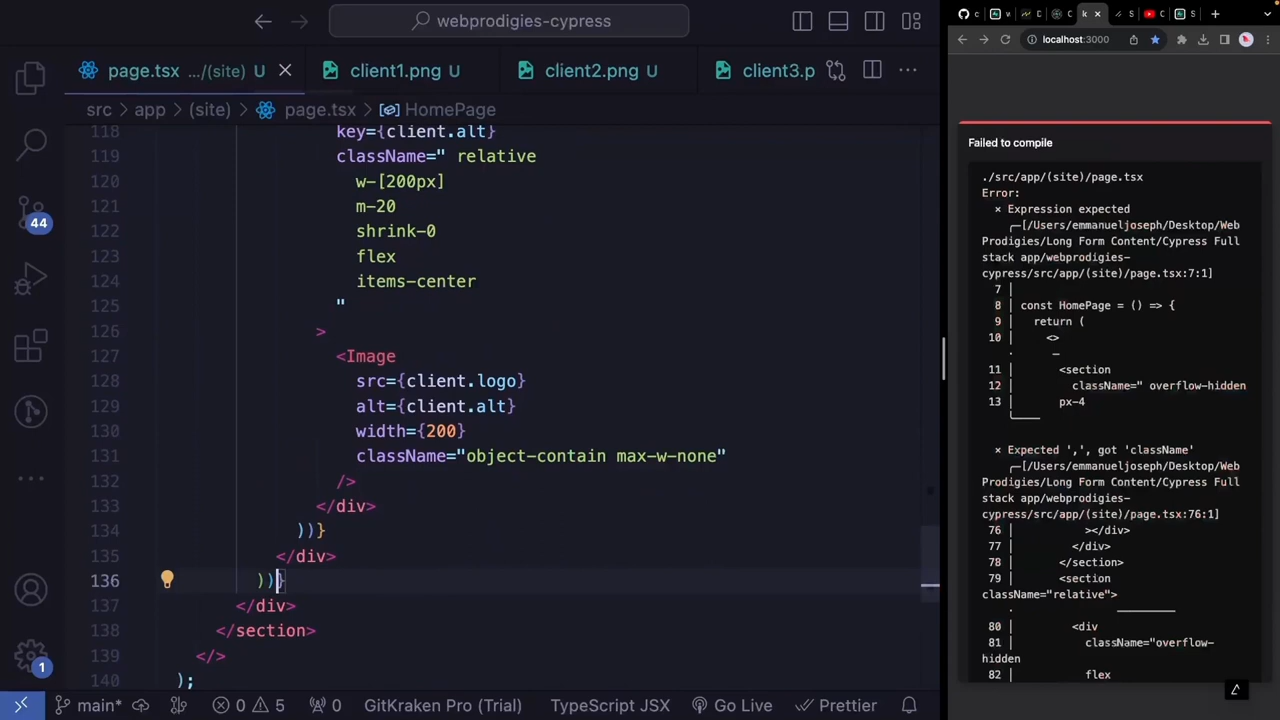 webprodigies-cypress
page.tsx .../(site) U
client1.png U
client2.png U
client3.p
src > app > (site) > page.tsx > HomePage
118 key={client.alt}
119 className=" relative
120 w-[200px]
121 m-20
122 shrink-0
123 flex
124 items-center
125 "
126 >
127 <Image
128 src={client.logo}
129 alt={client.alt}
130 width={200}
131 className="object-contain max-w-none"
132 />
133 </div>
134 ))}
135 </div>
136 ))}
137 </div>
138 </section>
139 </>
140 );
44
1
main* 0 5 0 GitKraken Pro (Trial) TypeScript JSX Go Live Prettier
localhost:3000
Failed to compile
./src/app/(site)/page.tsx
Error:
× Expression expected
╭─[/Users/emmanueljoseph/Desktop/Web
Prodigies/Long Form Content/Cypress Full
stack app/webprodigies-
cypress/src/app/(site)/page.tsx:7:1]
7 │
8 │ const HomePage = () => {
9 │ return (
10 │ <>
· ─
11 │ <section
12 │ className=" overflow-hidden
13 │ px-4
╰────
× Expected ',', got 'className'
╭─[/Users/emmanueljoseph/Desktop/Web
Prodigies/Long Form Content/Cypress Full
stack app/webprodigies-
cypress/src/app/(site)/page.tsx:76:1]
76 │ ></div>
77 │ </div>
78 │ </section>
79 │ <section
className="relative">
· ─────────
80 │ <div
81 │ className="overflow-
hidden
82 │ flex